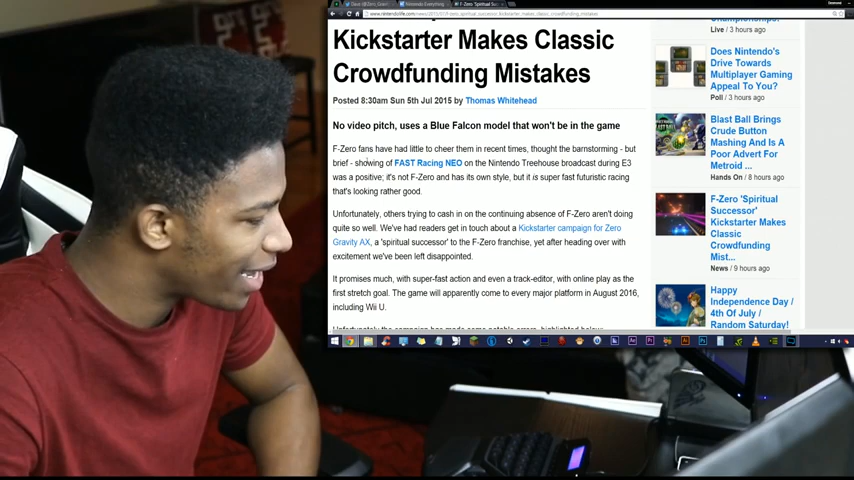 F-Zero 'Spiritual Suc
www.nintendolife.com/news/2015/07/f-zero_spiritual_successor_kickstarter_makes_classic_crowdfunding_mistakes
Kickstarter Makes Classic
Crowdfunding Mistakes
Posted 8:30am Sun 5th Jul 2015 by Thomas Whitehead
No video pitch, uses a Blue Falcon model that won't be in the game
F-Zero fans have had little to cheer them in recent times, thought the barnstorming - but
brief - showing of FAST Racing NEO on the Nintendo Treehouse broadcast during E3
was a positive; it's not F-Zero and has its own style, but it is super fast futuristic racing
that's looking rather good.
Unfortunately, others trying to cash in on the continuing absence of F-Zero aren't doing
quite so well. We've had readers get in touch about a Kickstarter campaign for Zero
Gravity AX, a 'spiritual successor' to the F-Zero franchise, yet after heading over with
excitement we've been left disappointed.
It promises much, with super-fast action and even a track-editor, with online play as the
first stretch goal. The game will apparently come to every major platform in August 2016,
including Wii U.
Live / 3 hours ago
Does Nintendo's
Drive Towards
Multiplayer Gaming
Appeal To You?
Poll / 3 hours ago
Blast Ball Brings
Crude Button
Mashing And Is A
Poor Advert For
Metroid ...
Hands On / 8 hours ago
F-Zero 'Spiritual
Successor'
Kickstarter Makes
Classic
Crowdfunding
Mist...
News / 9 hours ago
Happy
Independence Day /
4th Of July /
Random Saturday!